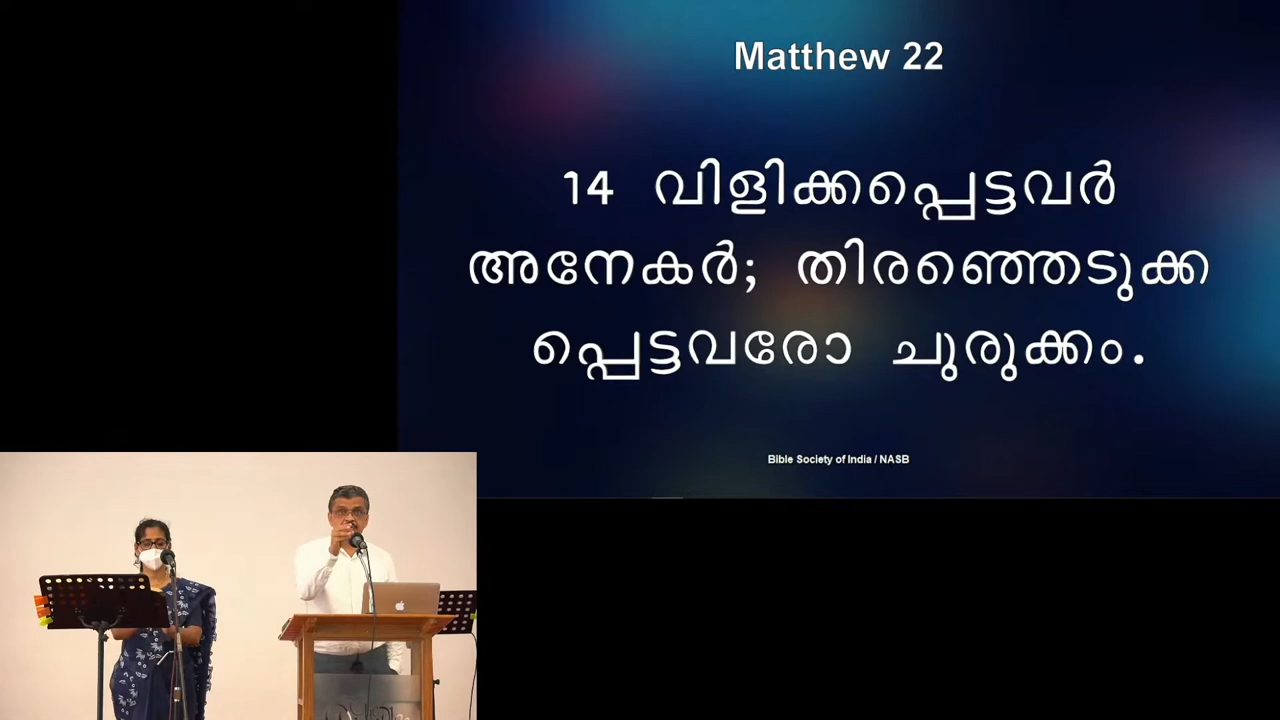 Matthew 22
14 വിളിക്കപ്പെട്ടവർ
അനേകർ; തിരഞ്ഞെടുക്ക
പ്പെട്ടവരോ ചുരുക്കം.
Bible Society of India / NASB